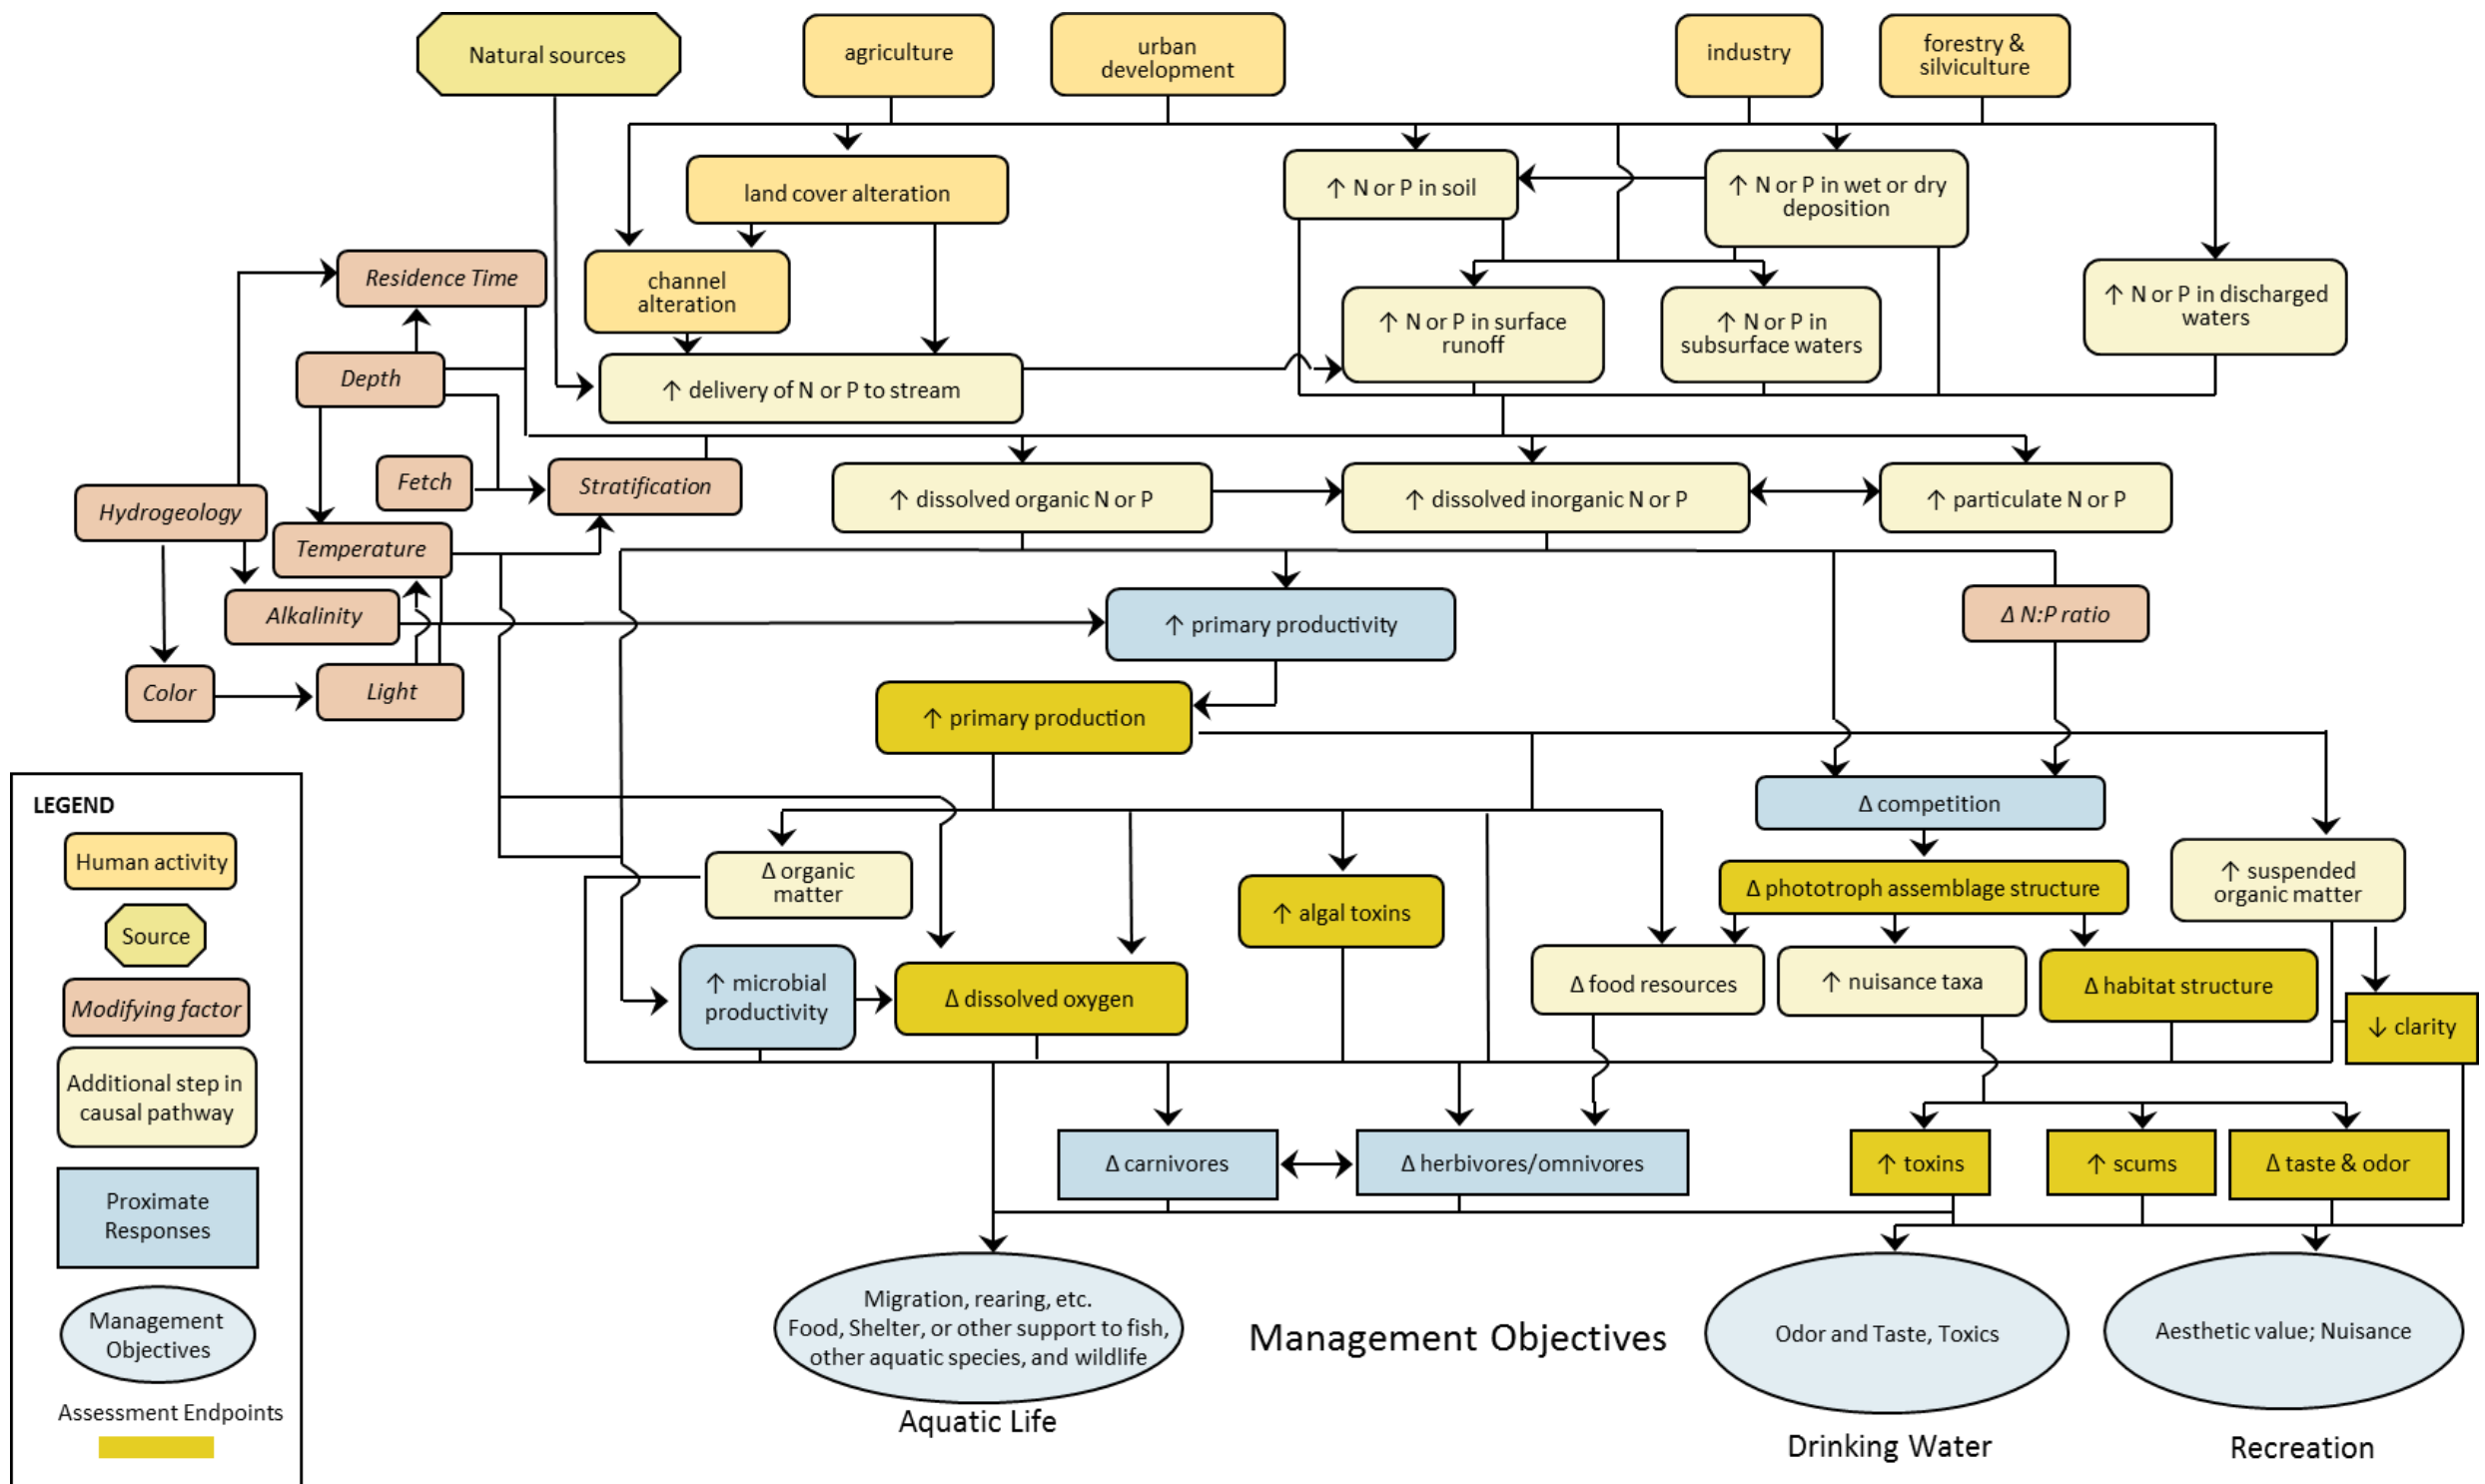 Natural sources
agriculture
urban
development
industry
forestry &
silviculture
land cover alteration
↑ N or P in soil
↑ N or P in wet or dry
deposition
Residence Time
channel
alteration
↑ N or P in surface
runoff
↑ N or P in
subsurface waters
↑ N or P in discharged
waters
Depth
↑ delivery of N or P to stream
Fetch
Stratification
Hydrogeology
↑ dissolved organic N or P
↑ dissolved inorganic N or P
↑ particulate N or P
Temperature
Alkalinity
↑ primary productivity
Δ N:P ratio
Color
Light
↑ primary production
Δ competition
Δ organic
matter
↑ algal toxins
Δ phototroph assemblage structure
↑ suspended
organic matter
↑ microbial
productivity
Δ dissolved oxygen
Δ food resources
↑ nuisance taxa
Δ habitat structure
↓ clarity
Δ carnivores
Δ herbivores/omnivores
↑ toxins
↑ scums
Δ taste & odor
Migration, rearing, etc.
Food, Shelter, or other support to fish,
other aquatic species, and wildlife
Management Objectives
Odor and Taste, Toxics
Aesthetic value; Nuisance
Aquatic Life
Drinking Water
Recreation
LEGEND
Human activity
Source
Modifying factor
Additional step in
causal pathway
Proximate
Responses
Management
Objectives
Assessment Endpoints